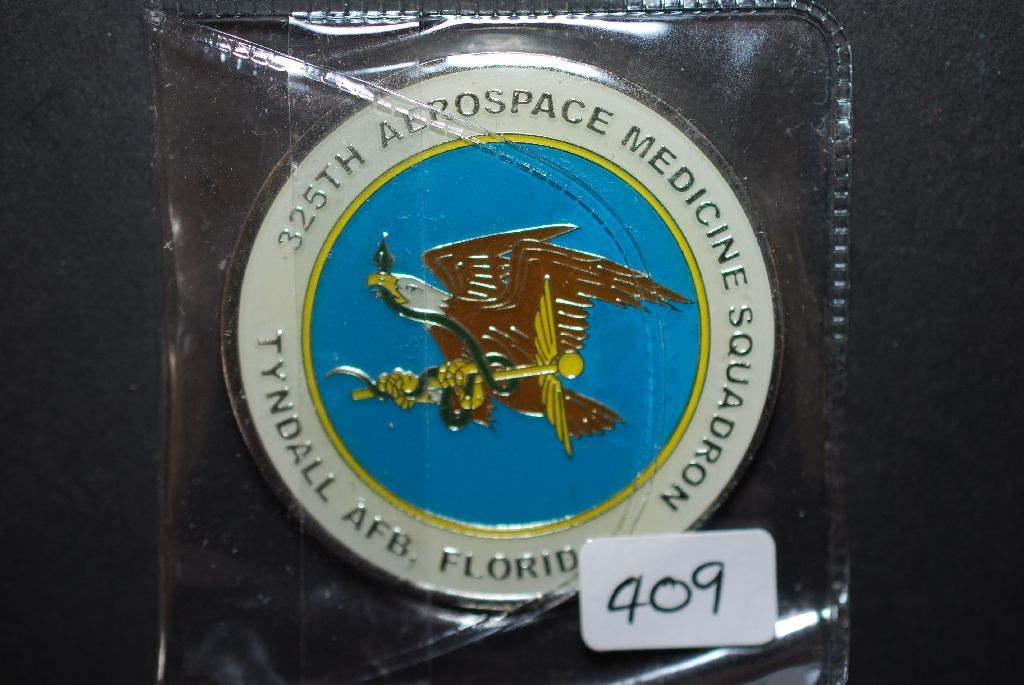 325TH AEROSPACE MEDICINE SQUADRON
TYNDALL AFB, FLORID
409